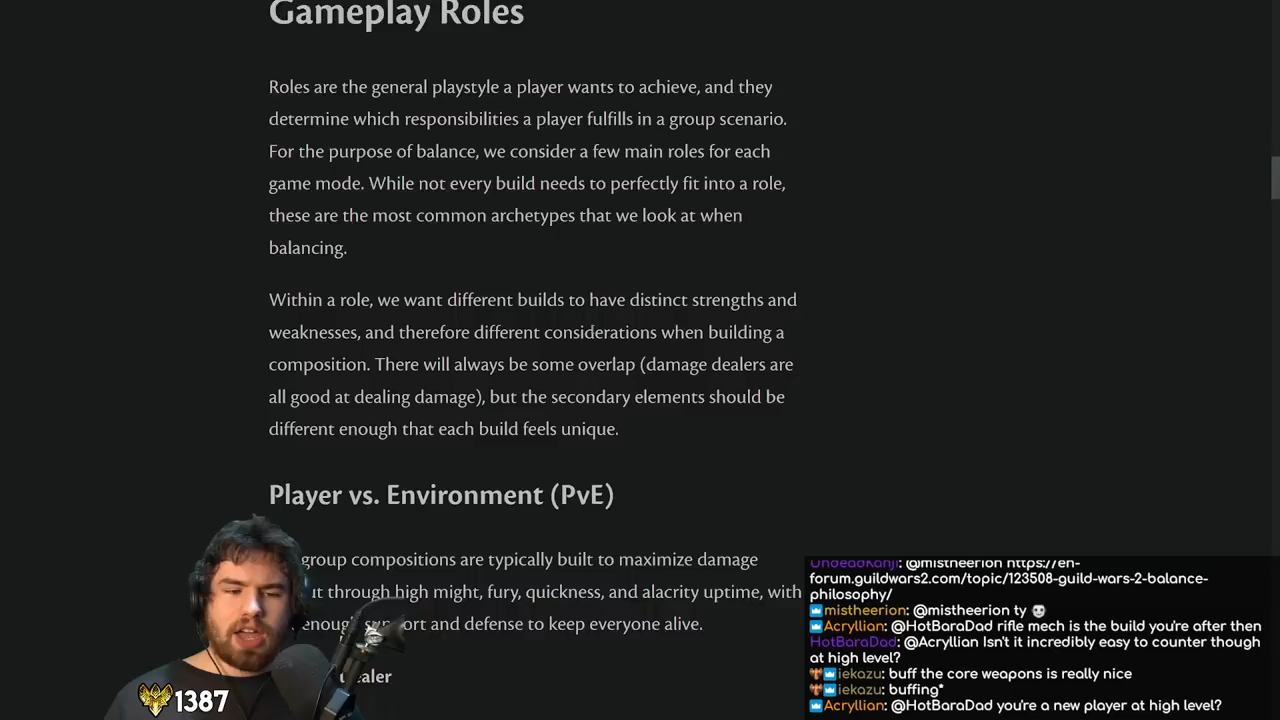 Gameplay Roles
Roles are the general playstyle a player wants to achieve, and they
determine which responsibilities a player fulfills in a group scenario.
For the purpose of balance, we consider a few main roles for each
game mode. While not every build needs to perfectly fit into a role,
these are the most common archetypes that we look at when
balancing.
Within a role, we want different builds to have distinct strengths and
weaknesses, and therefore different considerations when building a
composition. There will always be some overlap (damage dealers are
all good at dealing damage), but the secondary elements should be
different enough that each build feels unique.
Player vs. Environment (PvE)
group compositions are typically built to maximize damage
through high might, fury, quickness, and alacrity uptime, with
enough support and defense to keep everyone alive.
dealer
1387
UndeadKanji: @mistheerion https://en-
forum.guildwars2.com/topic/123508-guild-wars-2-balance-
philosophy/
mistheerion: @mistheerion ty
Acryllian: @HotBaraDad rifle mech is the build you're after then
HotBaraDad: @Acryllian Isn't it incredibly easy to counter though
at high level?
iekazu: buff the core weapons is really nice
iekazu: buffing*
Acryllian: @HotBaraDad you're a new player at high level?